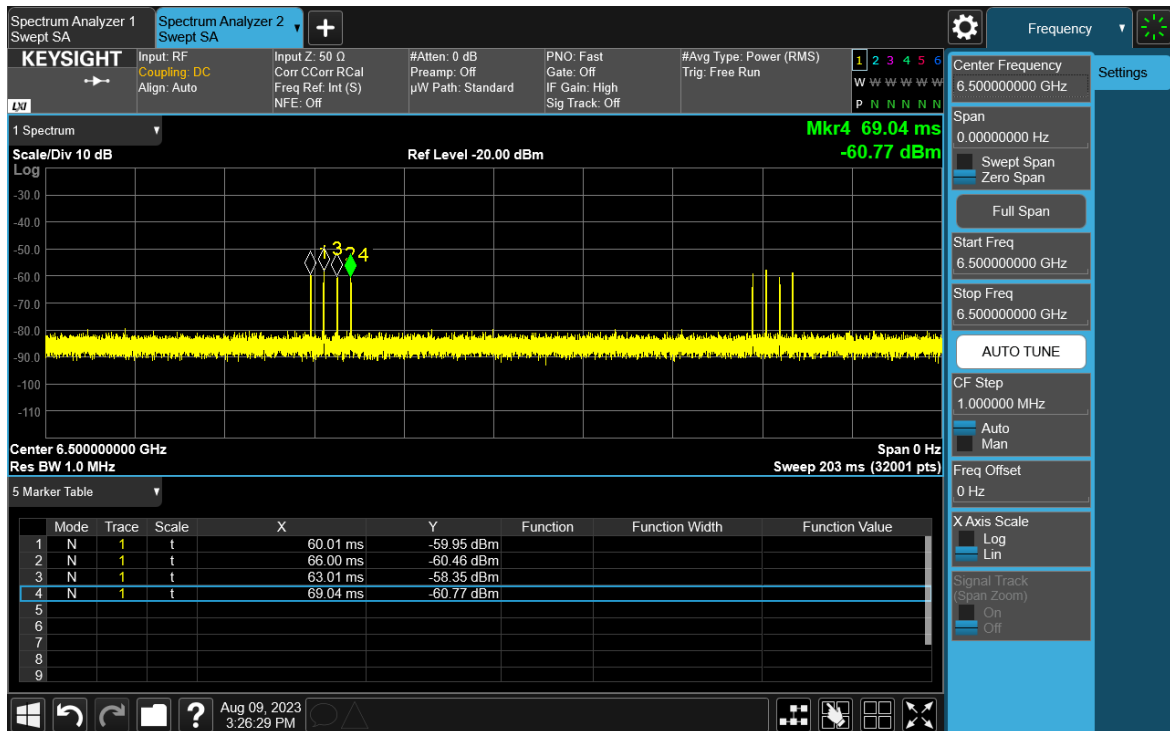 Spectrum Analyzer 1
Swept SA
Spectrum Analyzer 2
Swept SA
Frequency
KEYSIGHT
LXI
Input: RF
Coupling: DC
Align: Auto
Input Z: 50 Ω
Corr CCorr RCal
Freq Ref: Int (S)
NFE: Off
#Atten: 0 dB
Preamp: Off
µW Path: Standard
PNO: Fast
Gate: Off
IF Gain: High
Sig Track: Off
#Avg Type: Power (RMS)
Trig: Free Run
1 2 3 4 5 6
W W W W W W
P N N N N N
Center Frequency
6.500000000 GHz
Settings
Span
0.00000000 Hz
Swept Span
Zero Span
Full Span
Start Freq
6.500000000 GHz
Stop Freq
6.500000000 GHz
AUTO TUNE
CF Step
1.000000 MHz
Auto
Man
Freq Offset
0 Hz
X Axis Scale
Log
Lin
Signal Track
(Span Zoom)
On
Off
1 Spectrum
Mkr4 69.04 ms
-60.77 dBm
Scale/Div 10 dB
Ref Level -20.00 dBm
Log
-30.0
-40.0
-50.0
-60.0
-70.0
-80.0
-90.0
-100
-110
1 3 2 4
Center 6.500000000 GHz
Span 0 Hz
Res BW 1.0 MHz
Sweep 203 ms (32001 pts)
5 Marker Table
Mode Trace Scale X Y Function Function Width Function Value
1 N 1 t 60.01 ms -59.95 dBm
2 N 1 t 66.00 ms -60.46 dBm
3 N 1 t 63.01 ms -58.35 dBm
4 N 1 t 69.04 ms -60.77 dBm
5
6
7
8
9
?
Aug 09, 2023
3:26:29 PM